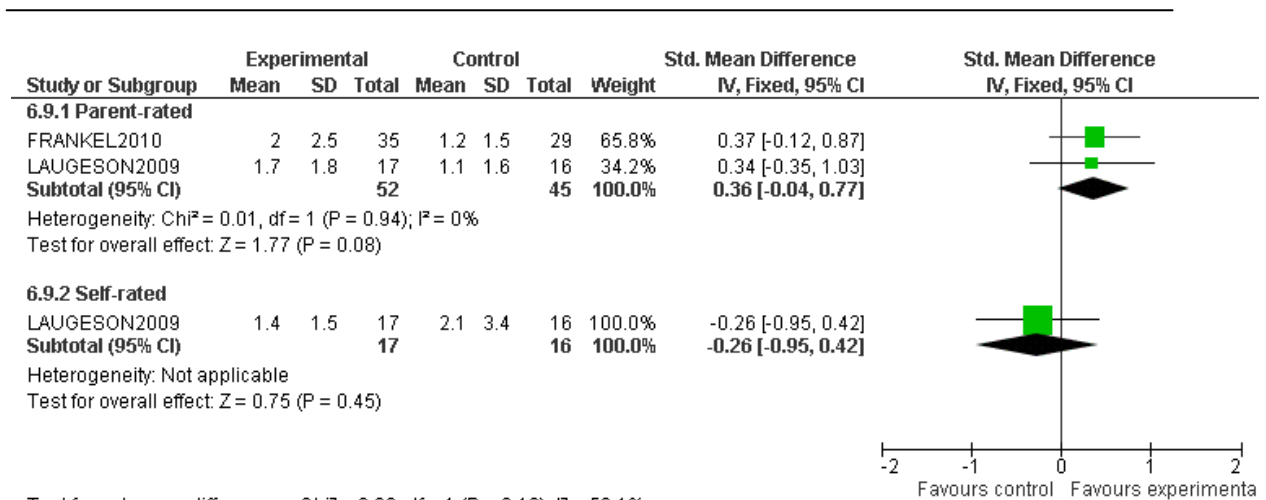 Experimental Control Std. Mean Difference Std. Mean Difference
Study or Subgroup Mean SD Total Mean SD Total Weight IV, Fixed, 95% CI IV, Fixed, 95% CI
6.9.1 Parent-rated
FRANKEL2010 2 2.5 35 1.2 1.5 29 65.8% 0.37 [-0.12, 0.87]
LAUGESON2009 1.7 1.8 17 1.1 1.6 16 34.2% 0.34 [-0.35, 1.03]
Subtotal (95% CI) 52 45 100.0% 0.36 [-0.04, 0.77]
Heterogeneity: Chi² = 0.01, df = 1 (P = 0.94); I² = 0%
Test for overall effect: Z = 1.77 (P = 0.08)
6.9.2 Self-rated
LAUGESON2009 1.4 1.5 17 2.1 3.4 16 100.0% -0.26 [-0.95, 0.42]
Subtotal (95% CI) 17 16 100.0% -0.26 [-0.95, 0.42]
Heterogeneity: Not applicable
Test for overall effect: Z = 0.75 (P = 0.45)
-2 -1 0 1 2
Favours control Favours experimenta